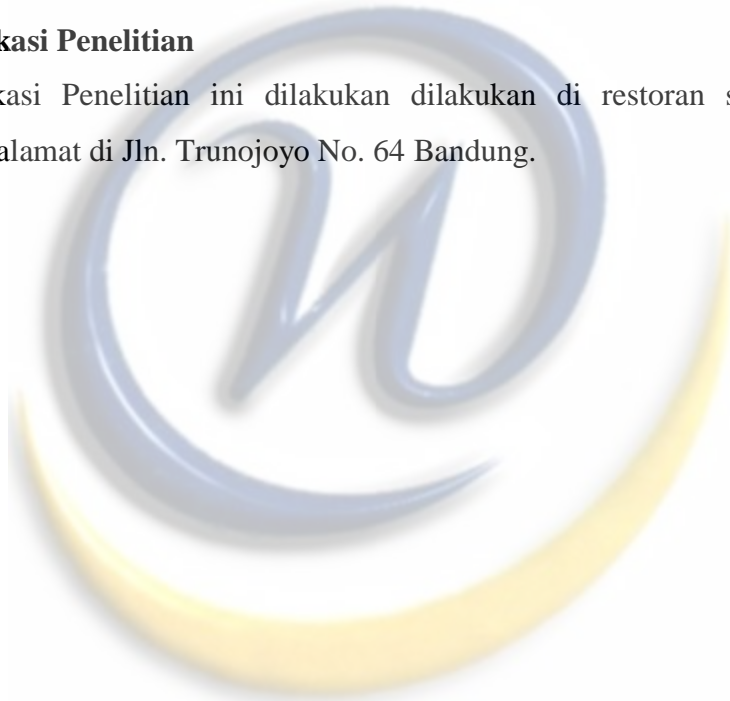 kasi Penelitian
kasi Penelitian ini dilakukan dilakukan di restoran s
alamat di Jln. Trunojoyo No. 64 Bandung.